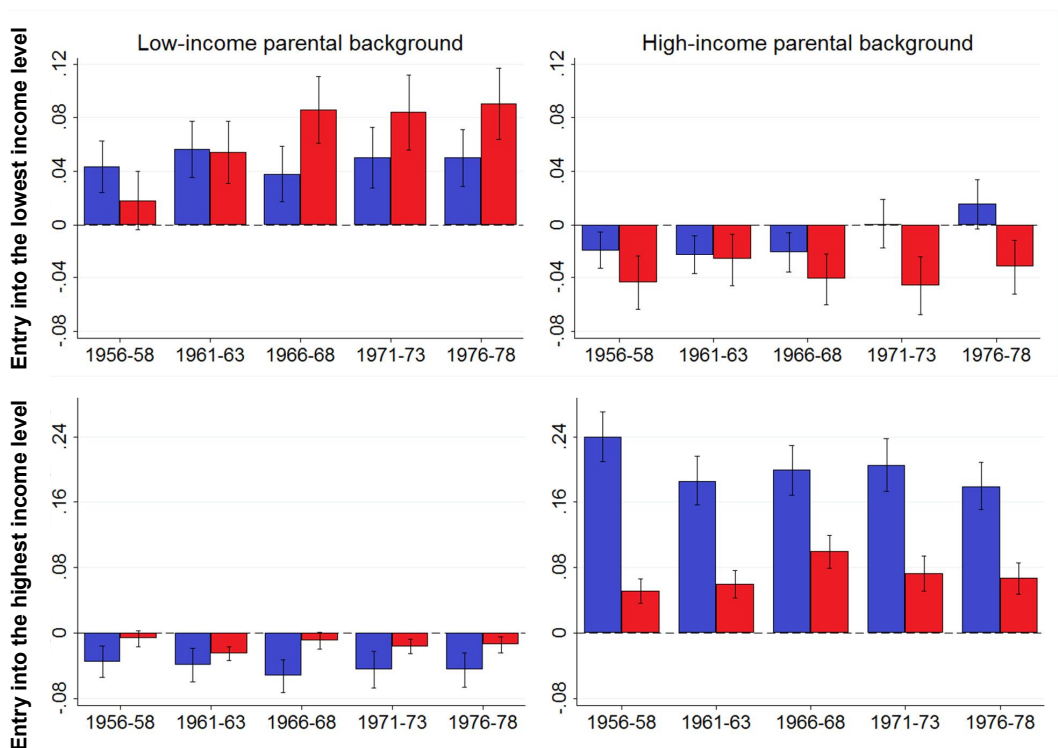 Low-income parental background
High-income parental background
Entry into the lowest income level
.12
.08
.04
0
-.04
-.08
1956-58 1961-63 1966-68 1971-73 1976-78
.12
.08
.04
0
-.04
-.08
1956-58 1961-63 1966-68 1971-73 1976-78
Entry into the highest income level
.24
.16
.08
0
-.08
1956-58 1961-63 1966-68 1971-73 1976-78
.24
.16
.08
0
-.08
1956-58 1961-63 1966-68 1971-73 1976-78